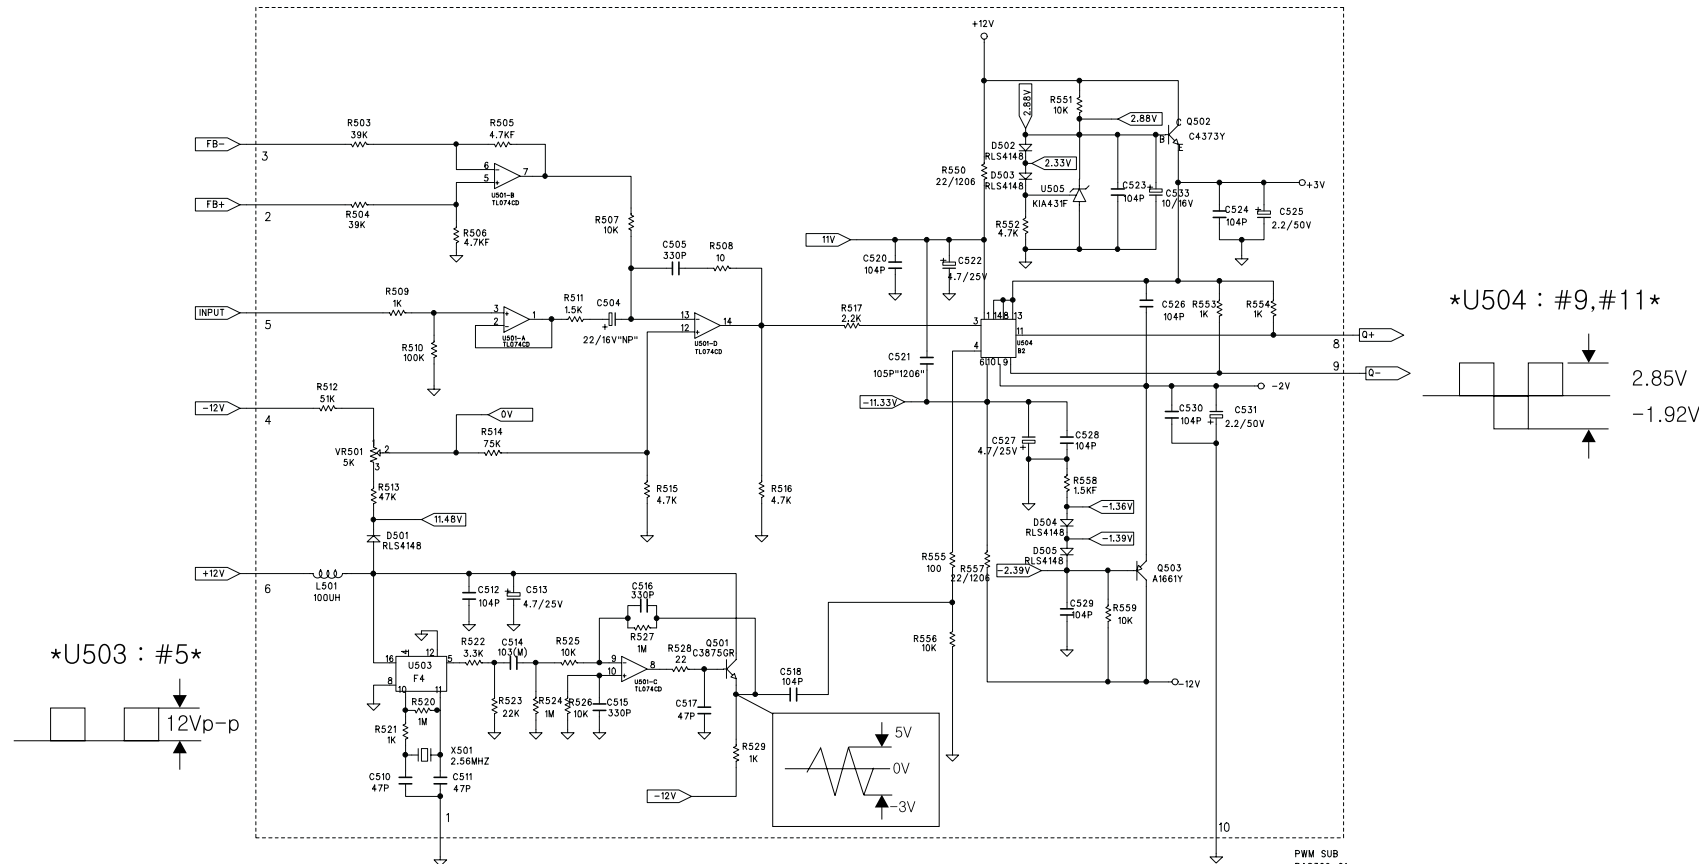 +12V
2.88V
R551
10K
2.88V
C
Q502
B
C4373Y
E
D502
RLS4148
2.33V
R550
22/1206
D503
RLS4148
U505
KIA431F
C523
104P
+
C533
10/16V
+3V
C524
104P
+
C525
2.2/50V
R552
4.7K
FB-
3
R503
39K
R505
4.7KF
6
5
7
U501-B
TL074CD
FB+
2
R504
39K
R506
4.7KF
R507
10K
11V
C505
330P
R508
10
C520
104P
+
C522
4.7/25V
INPUT
5
R509
1K
R510
100K
3
2
1
U501-A
TL074CD
R511
1.5K
C504
+
22/16V"NP"
13
12
14
U501-D
TL074CD
R517
2.2K
3
4
1 14 8 13
11
U504
B2
C526
104P
R553
1K
R554
1K
8
Q+
9
Q-
C521
105P"1206"
-2V
*U504 : #9,#11*
2.85V
-1.92V
-12V
4
R512
51K
0V
R514
75K
VR501
5K
1
2
3
R513
47K
11.48V
D501
RLS4148
R515
4.7K
R516
4.7K
-11.33V
C527
4.7/25V
+
C528
104P
C530
104P
+
C531
2.2/50V
R558
1.5KF
-1.36V
D504
RLS4148
-1.39V
D505
RLS4148
-2.39V
R555
100
R557
22/1206
Q503
A1661Y
C529
104P
R559
10K
-12V
+12V
6
L501
100UH
C512
104P
+
C513
4.7/25V
C516
330P
R527
1M
R556
10K
*U503 : #5*
12Vp-p
16
8
4
12
5
10
11
U503
F4
R522
3.3K
C514
103(M)
R525
10K
9
10
8
U501-C
TL074CD
R528
22
Q501
C3875GR
C518
104P
R520
1M
R521
1K
R523
22K
R524
1M
R526
10K
C515
330P
C517
47P
R529
1K
X501
2.56MHZ
C510
47P
C511
47P
-12V
5V
0V
-3V
1
10
PWM SUB